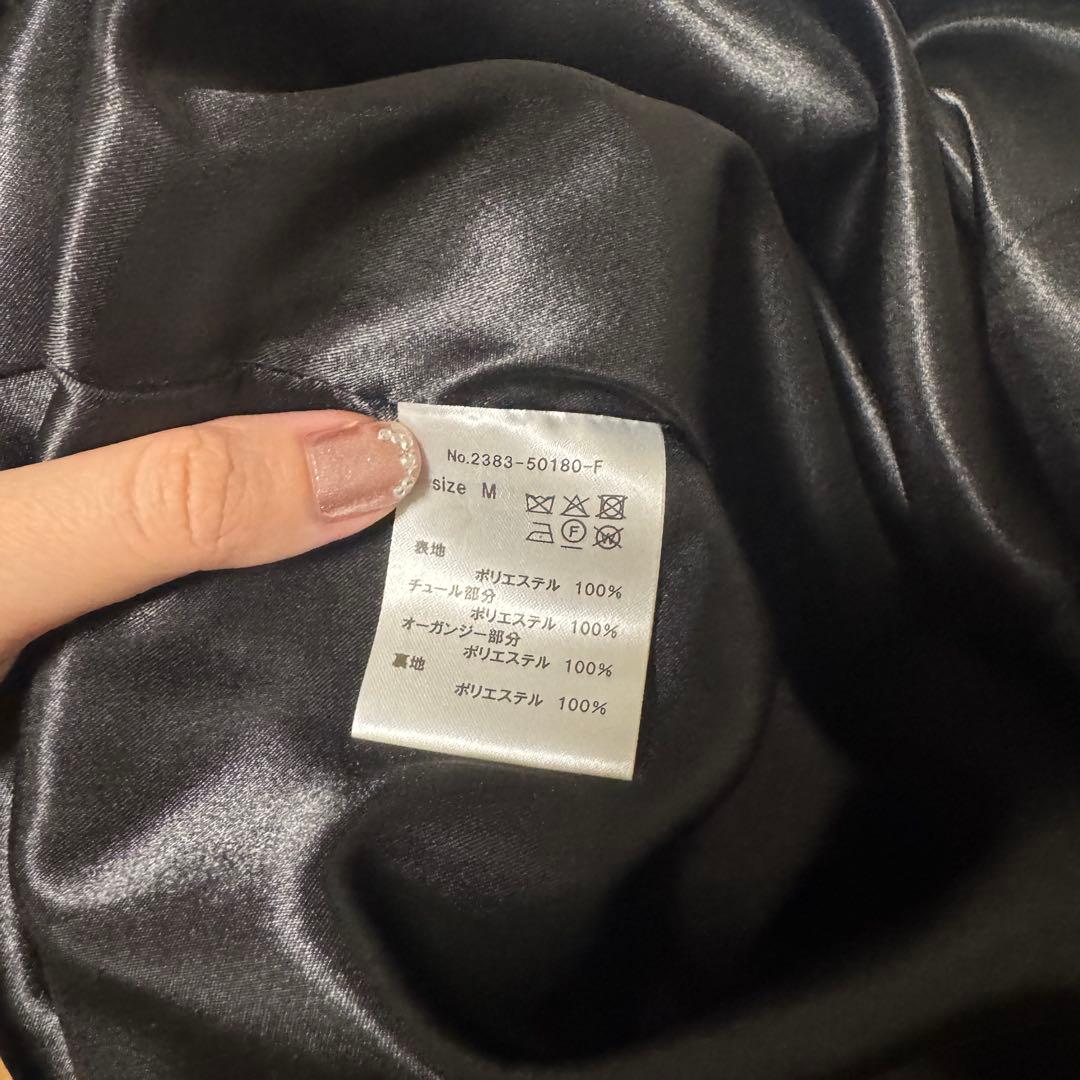 No.2383-50180-F
size M
F
W
表地
ポリエステル 100%
チュール部分
ポリエステル 100%
オーガンジー部分
ポリエステル 100%
裏地
ポリエステル 100%